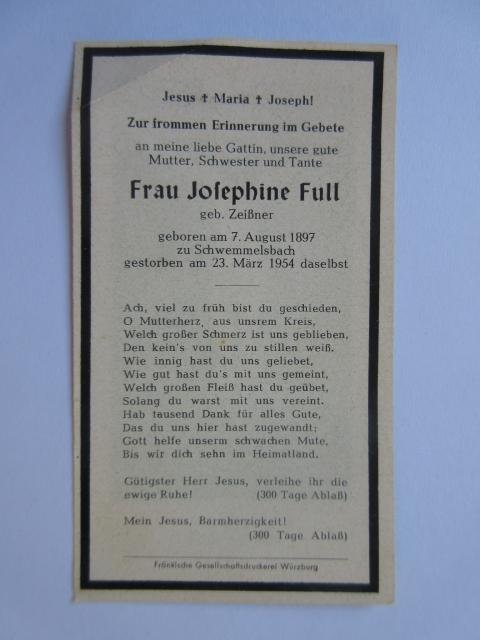 Jesus ✝ Maria ✝ Joseph!
Zur frommen Erinnerung im Gebete
an meine liebe Gattin, unsere gute
Mutter, Schwester und Tante
Frau Joſephine Full
geb. Zeißner
geboren am 7. August 1897
zu Schwemmelsbach
gestorben am 23. März 1954 daselbst
Ach, viel zu früh bist du geschieden,
O Mutterherz, aus unsrem Kreis,
Welch großer Schmerz ist uns geblieben,
Den kein's von uns zu stillen weiß.
Wie innig hast du uns geliebet,
Wie gut hast du's mit uns gemeint,
Welch großen Fleiß hast du geübet,
Solang du warst mit uns vereint.
Hab tausend Dank für alles Gute,
Das du uns hier hast zugewandt;
Gott helfe unserm schwachen Mute,
Bis wir dich sehn im Heimatland.
Gütigster Herr Jesus, verleihe ihr die
ewige Ruhe! (300 Tage Ablaß)
Mein Jesus, Barmherzigkeit!
(300 Tage Ablaß)
Fränkische Gesellschaftsdruckerei Würzburg